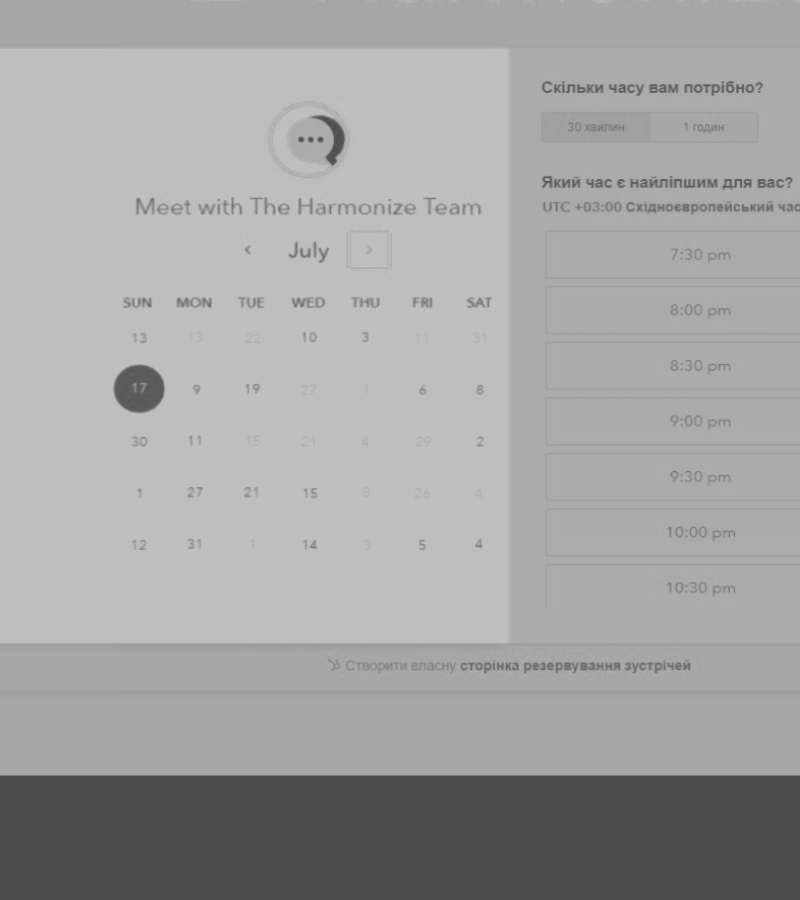 Meet with The Harmonize Team
July
SUN MON TUE WED THU FRI SAT
13 13 22 10 3 11 31
17 9 19 27 1 6 8
30 11 15 21 4 29 2
1 27 21 15 8 26 4
12 31 1 14 3 5 4
Скільки часу вам потрібно?
30 хвилин 1 годин
Який час є найліпшим для вас?
UTC +03:00 Східноєвропейський час
7:30 pm
8:00 pm
8:30 pm
9:00 pm
9:30 pm
10:00 pm
10:30 pm
Створити власну сторінка резервування зустрічей